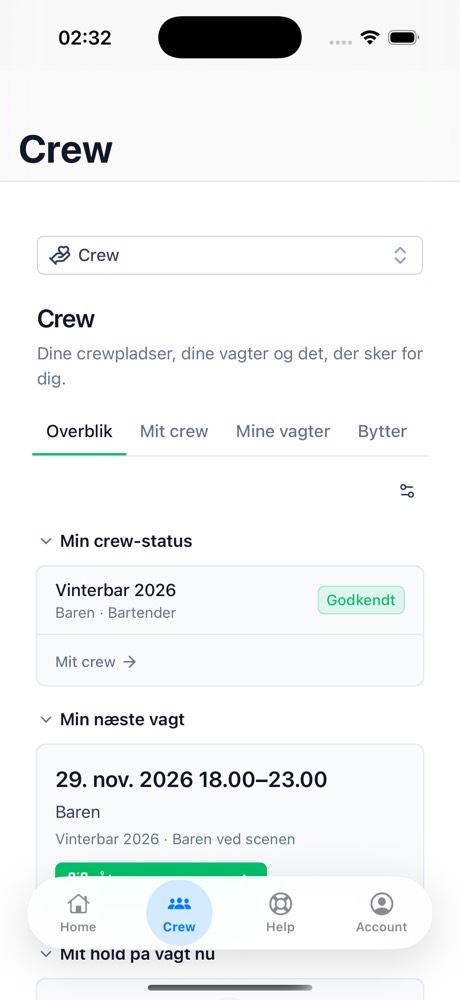 02:32
Crew
Crew
Crew
Dine crewpladser, dine vagter og det, der sker for
dig.
Overblik
Mit crew
Mine vagter
Bytter
Min crew-status
Vinterbar 2026
Godkendt
Baren · Bartender
Mit crew →
Min næste vagt
29. nov. 2026 18.00–23.00
Baren
Vinterbar 2026 · Baren ved scenen
Home
Crew
Help
Account
Mit hold på vagt nu